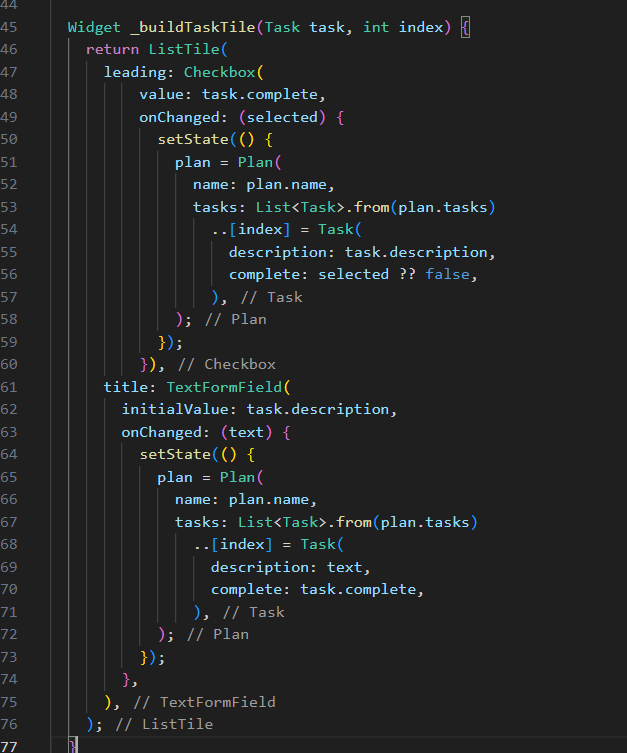 44
45 Widget _buildTaskTile(Task task, int index) {
46   return ListTile(
47     leading: Checkbox(
48         value: task.complete,
49         onChanged: (selected) {
50           setState(() {
51             plan = Plan(
52               name: plan.name,
53               tasks: List<Task>.from(plan.tasks)
54                 ..[index] = Task(
55                   description: task.description,
56                   complete: selected ?? false,
57                 ), // Task
58             ); // Plan
59           });
60         }), // Checkbox
61     title: TextFormField(
62       initialValue: task.description,
63       onChanged: (text) {
64         setState(() {
65           plan = Plan(
66             name: plan.name,
67             tasks: List<Task>.from(plan.tasks)
68               ..[index] = Task(
69                 description: text,
70                 complete: task.complete,
71               ), // Task
72           ); // Plan
73         });
74       },
75     ), // TextFormField
76   ); // ListTile
77 }